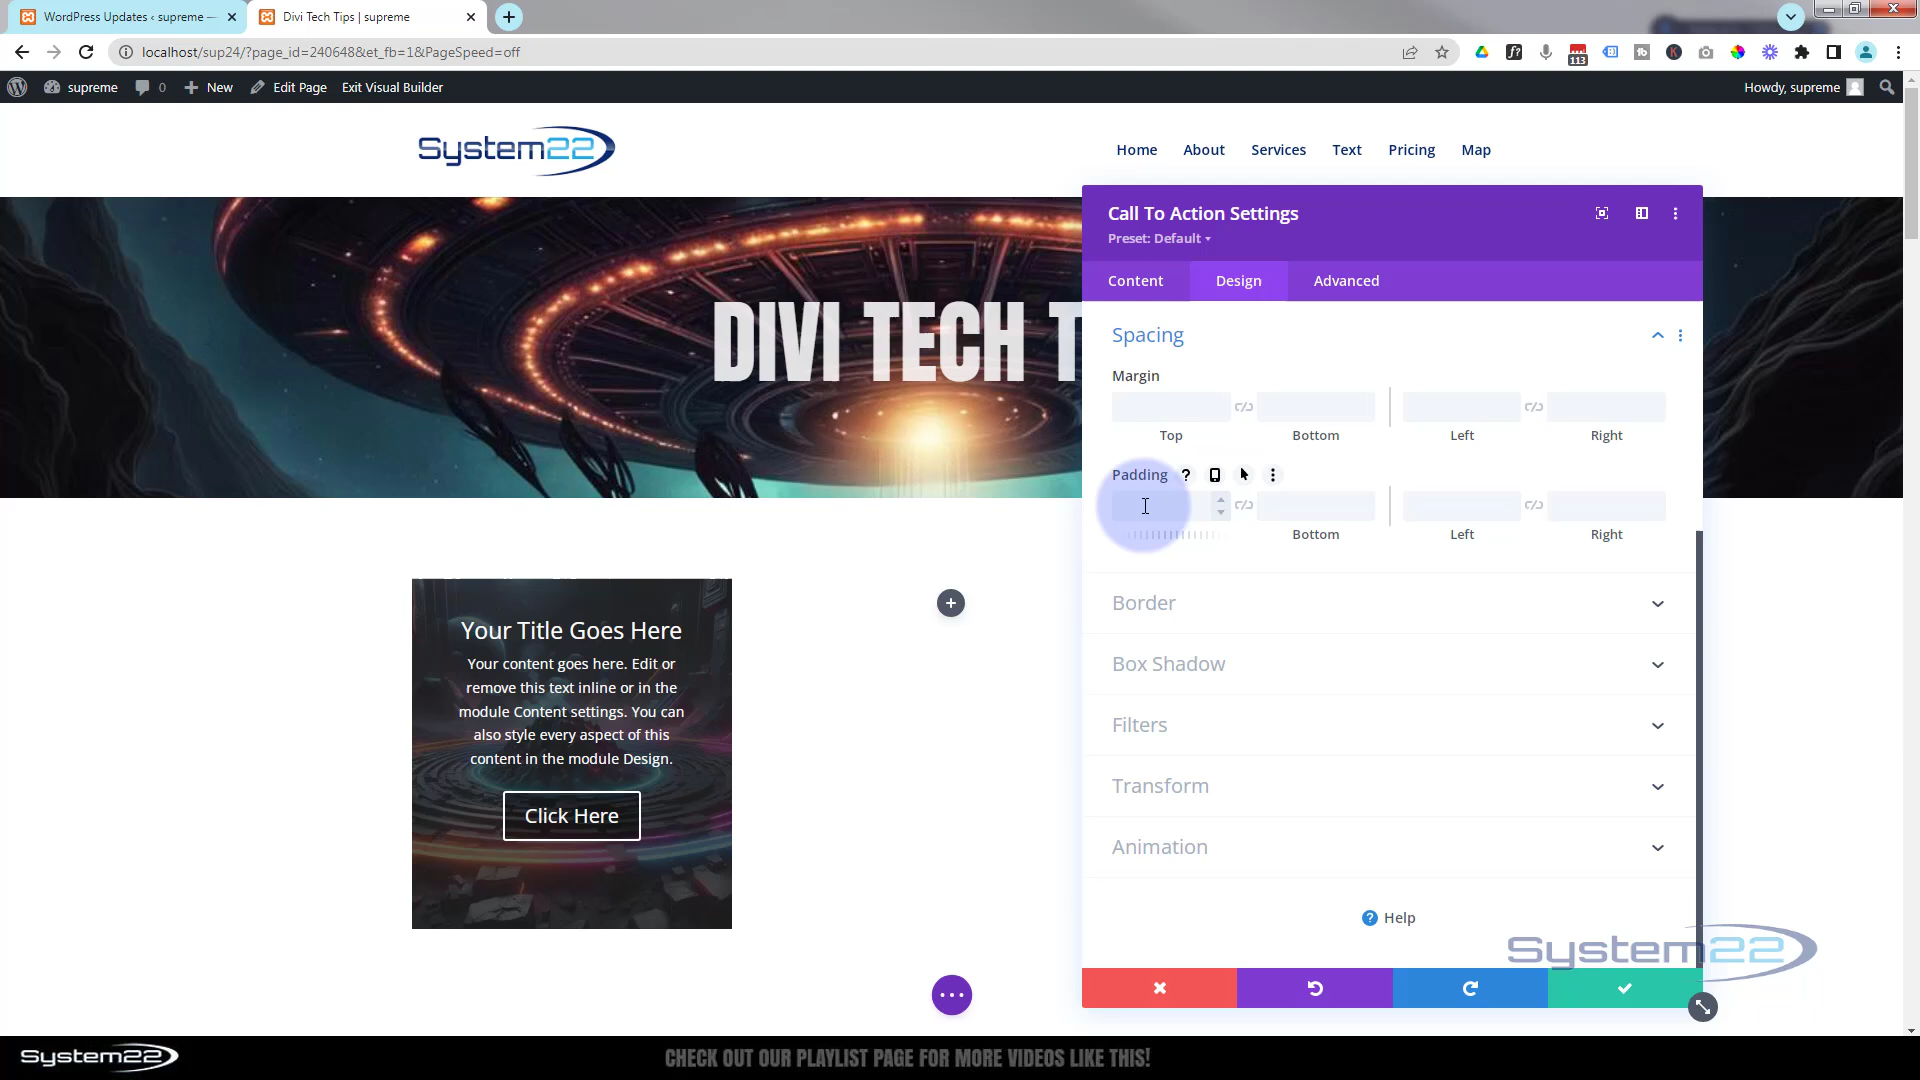 WordPress Updates ‹ supreme —
Divi Tech Tips | supreme
localhost/sup24/?page_id=240648&et_fb=1&PageSpeed=off
113
supreme
0
New
Edit Page
Exit Visual Builder
Howdy, supreme
System22
Home
About
Services
Text
Pricing
Map
DIVI TECH T
Call To Action Settings
Preset: Default
Content
Design
Advanced
Spacing
Margin
Top
Bottom
Left
Right
Padding
?
Bottom
Left
Right
Border
Box Shadow
Filters
Transform
Animation
? Help
Your Title Goes Here
Your content goes here. Edit or
remove this text inline or in the
module Content settings. You can
also style every aspect of this
content in the module Design.
Click Here
System22
System22
CHECK OUT OUR PLAYLIST PAGE FOR MORE VIDEOS LIKE THIS!